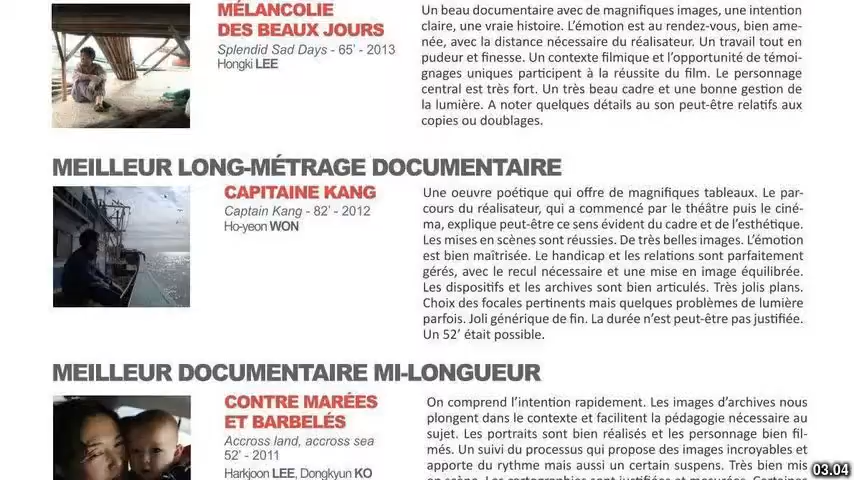 MÉLANCOLIE
DES BEAUX JOURS
Splendid Sad Days - 65' - 2013
Hongki LEE
Un beau documentaire avec de magnifiques images, une intention
claire, une vraie histoire. L'émotion est au rendez-vous, bien ame-
née, avec la distance nécessaire du réalisateur. Un travail tout en
pudeur et finesse. Un contexte filmique et l'opportunité de témoi-
gnages uniques participent à la réussite du film. Le personnage
central est très fort. Un très beau cadre et une bonne gestion de
la lumière. A noter quelques détails au son peut-être relatifs aux
copies ou doublages.
MEILLEUR LONG-MÉTRAGE DOCUMENTAIRE
CAPITAINE KANG
Captain Kang - 82' - 2012
Ho-yeon WON
Une oeuvre poétique qui offre de magnifiques tableaux. Le par-
cours du réalisateur, qui a commencé par le théâtre puis le ciné-
ma, explique peut-être ce sens évident du cadre et de l'esthétique.
Les mises en scènes sont réussies. De très belles images. L'émotion
est bien maîtrisée. Le handicap et les relations sont parfaitement
gérés, avec le recul nécessaire et une mise en image équilibrée.
Les dispositifs et les archives sont bien articulés. Très jolis plans.
Choix des focales pertinents mais quelques problèmes de lumière
parfois. Joli générique de fin. La durée n'est peut-être pas justifiée.
Un 52' était possible.
MEILLEUR DOCUMENTAIRE MI-LONGUEUR
CONTRE MARÉES
ET BARBELÉS
Accross land, accross sea
52' - 2011
Harkjoon LEE, Dongkyun KO
On comprend l'intention rapidement. Les images d'archives nous
plongent dans le contexte et facilitent la pédagogie nécessaire au
sujet. Les portraits sont bien réalisés et les personnage bien fil-
més. Un suivi du processus qui propose des images incroyables et
apporte du rythme mais aussi un certain suspens. Très bien mis
en scène. Les cartographies sont justifiées et mesurées. Certaines
03.04